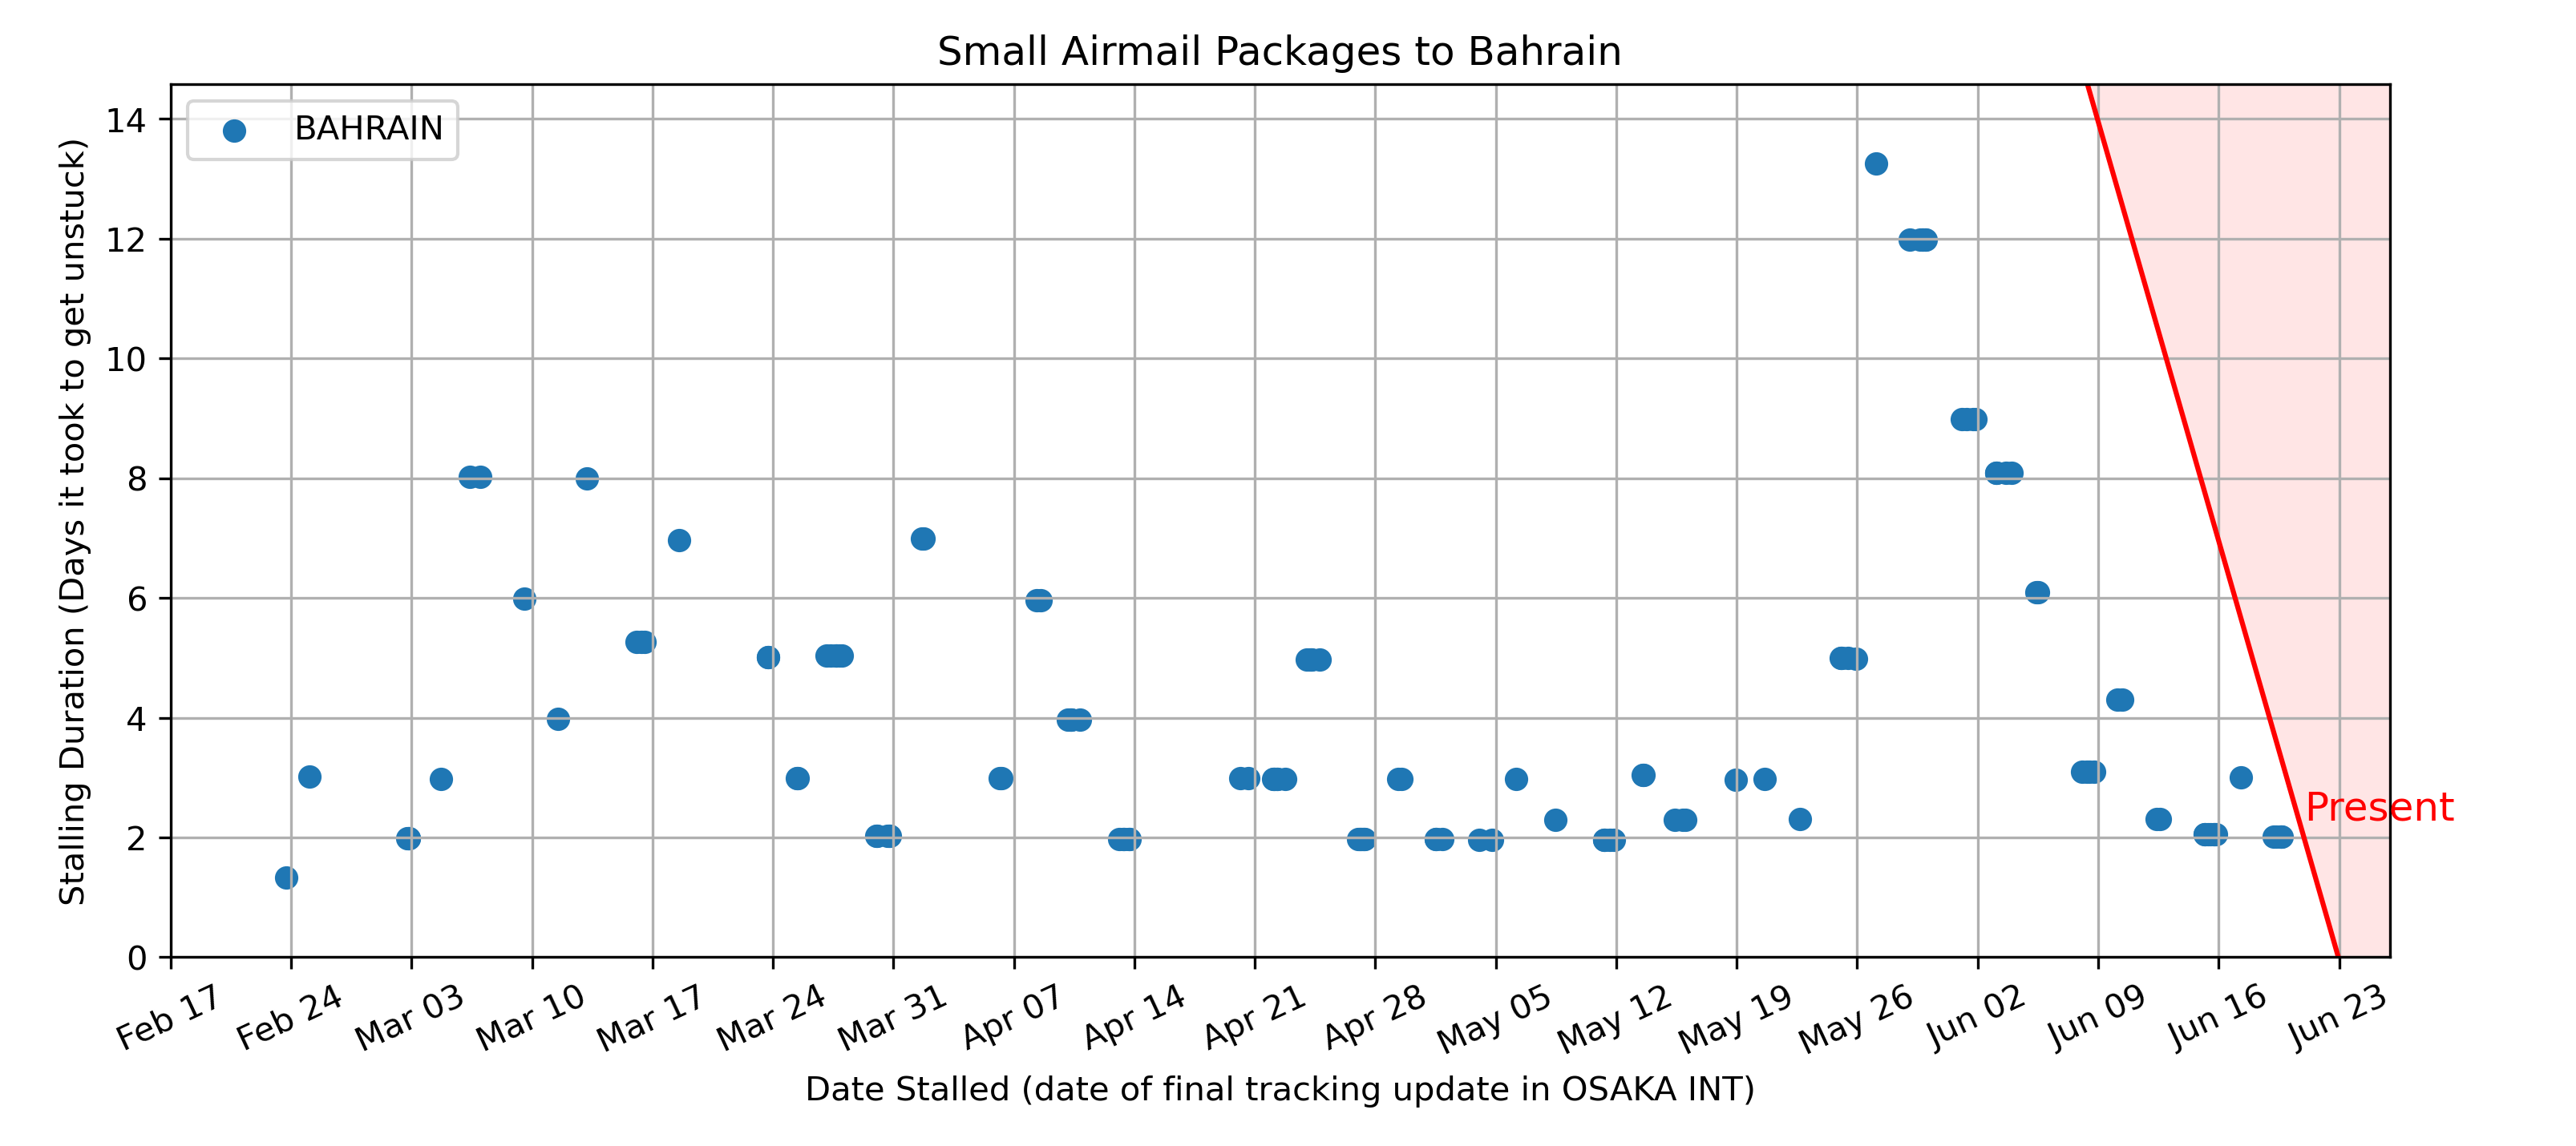 Small Airmail Packages to Bahrain
BAHRAIN
Stalling Duration (Days it took to get unstuck)
14
12
10
8
6
4
2
0
Present
Feb 17
Feb 24
Mar 03
Mar 10
Mar 17
Mar 24
Mar 31
Apr 07
Apr 14
Apr 21
Apr 28
May 05
May 12
May 19
May 26
Jun 02
Jun 09
Jun 16
Jun 23
Date Stalled (date of final tracking update in OSAKA INT)